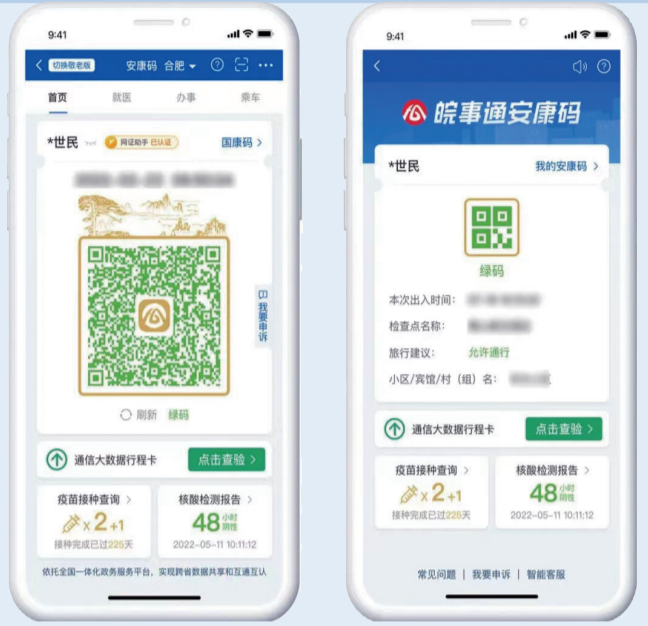 9:41
切换敬老版
安康码 合肥
首页 就医 办事 乘车
*世民
网证助手 已认证
国康码 >
我要申诉
刷新 绿码
通信大数据行程卡
点击查验 >
疫苗接种查询 >
x2+1
接种完成已过225天
核酸检测报告 >
48小时阴性
2022-05-11 10:11:12
依托全国一体化政务服务平台，实现跨省数据共享和互通互认
9:41
皖事通安康码
*世民
我的安康码 >
绿码
本次出入时间：
检查点名称：
旅行建议： 允许通行
小区/宾馆/村（组）名：
通信大数据行程卡
点击查验 >
疫苗接种查询 >
x2+1
接种完成已过225天
核酸检测报告 >
48小时阴性
2022-05-11 10:11:12
常见问题 | 我要申诉 | 智能客服